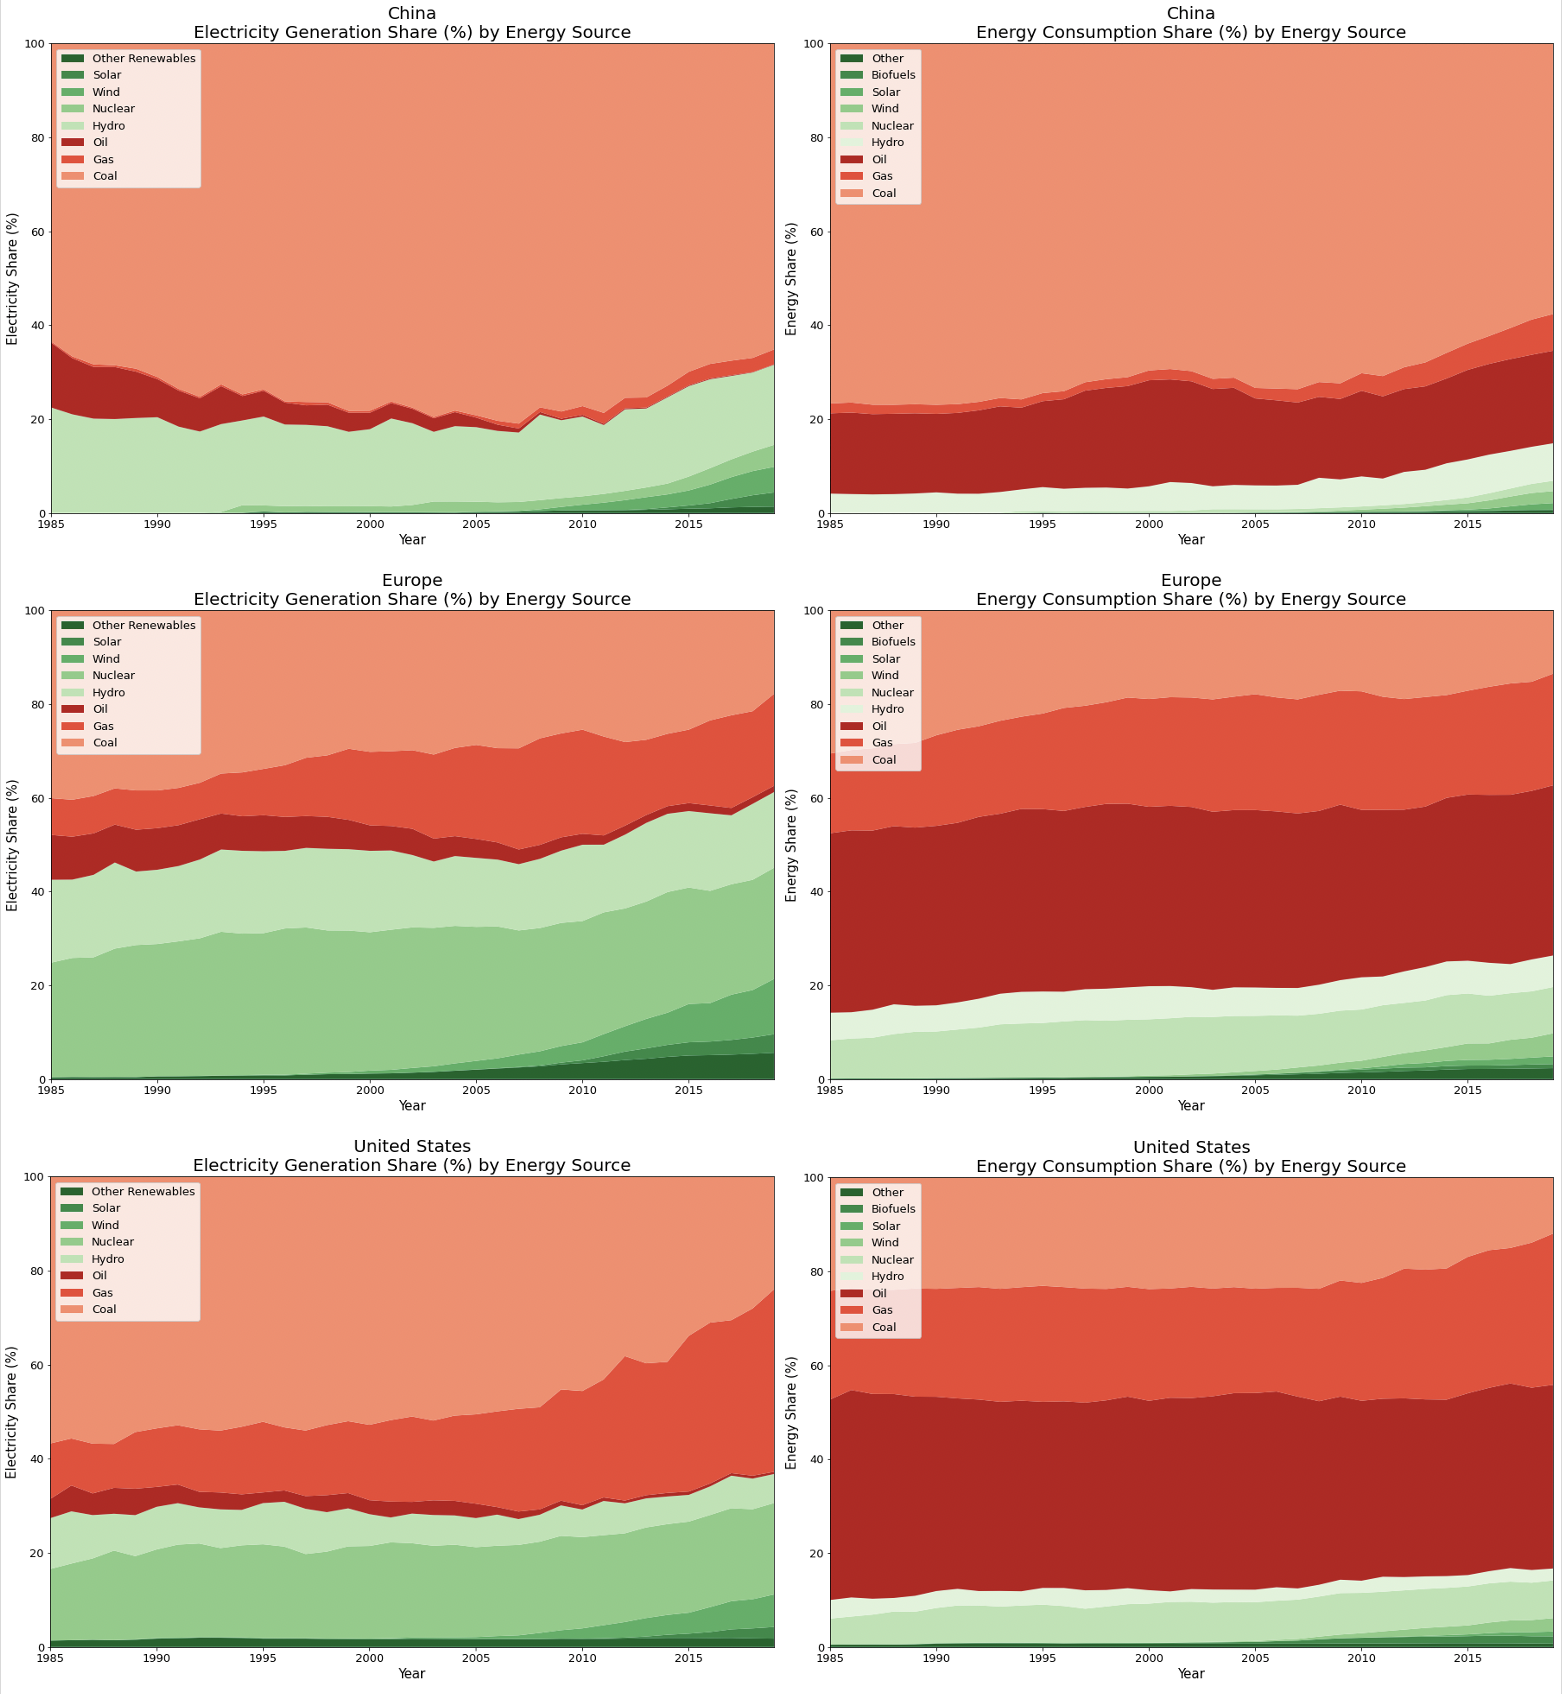 China
Electricity Generation Share (%) by Energy Source
100
80
60
40
20
0
Electricity Share (%)
Other Renewables
Solar
Wind
Nuclear
Hydro
Oil
Gas
Coal
1985 1990 1995 2000 2005 2010 2015
Year
China
Energy Consumption Share (%) by Energy Source
100
80
60
40
20
0
Energy Share (%)
Other
Biofuels
Solar
Wind
Nuclear
Hydro
Oil
Gas
Coal
1985 1990 1995 2000 2005 2010 2015
Year
Europe
Electricity Generation Share (%) by Energy Source
100
80
60
40
20
0
Electricity Share (%)
Other Renewables
Solar
Wind
Nuclear
Hydro
Oil
Gas
Coal
1985 1990 1995 2000 2005 2010 2015
Year
Europe
Energy Consumption Share (%) by Energy Source
100
80
60
40
20
0
Energy Share (%)
Other
Biofuels
Solar
Wind
Nuclear
Hydro
Oil
Gas
Coal
1985 1990 1995 2000 2005 2010 2015
Year
United States
Electricity Generation Share (%) by Energy Source
100
80
60
40
20
0
Electricity Share (%)
Other Renewables
Solar
Wind
Nuclear
Hydro
Oil
Gas
Coal
1985 1990 1995 2000 2005 2010 2015
Year
United States
Energy Consumption Share (%) by Energy Source
100
80
60
40
20
0
Energy Share (%)
Other
Biofuels
Solar
Wind
Nuclear
Hydro
Oil
Gas
Coal
1985 1990 1995 2000 2005 2010 2015
Year